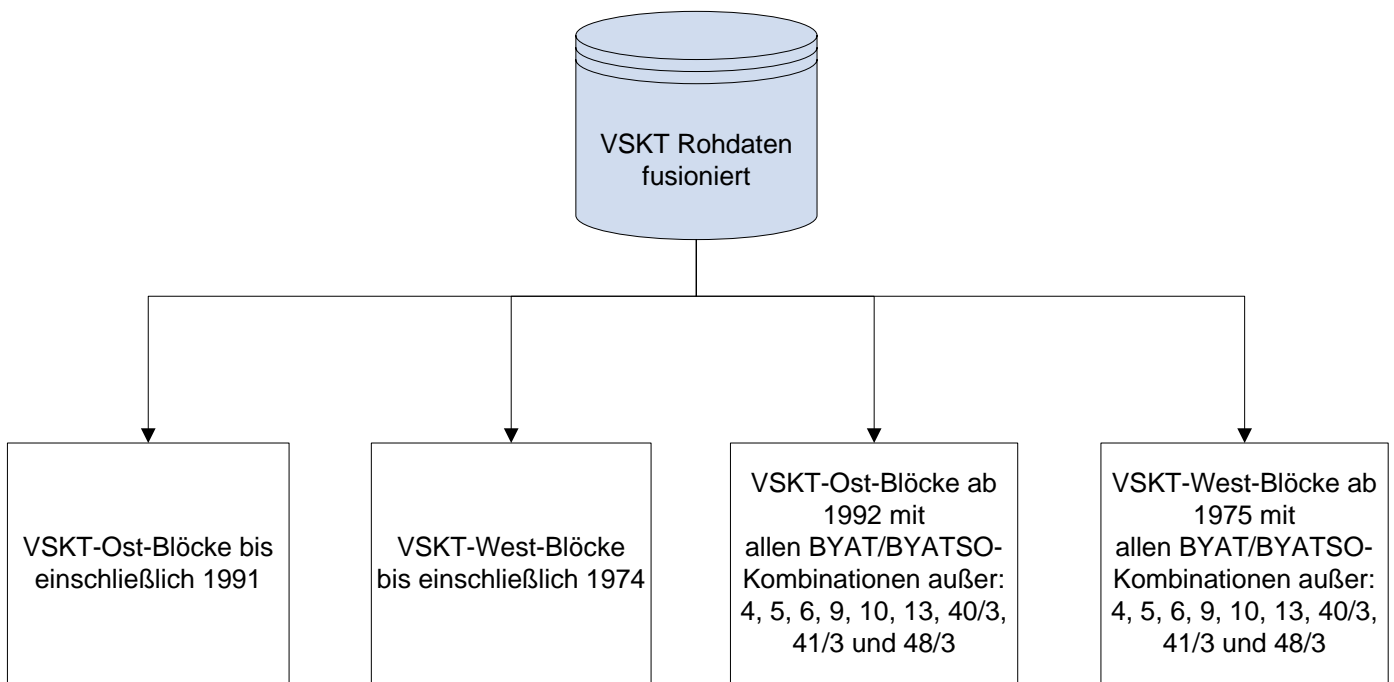 VSKT Rohdaten
fusioniert
VSKT-Ost-Blöcke bis
einschließlich 1991
VSKT-West-Blöcke
bis einschließlich 1974
VSKT-Ost-Blöcke ab
1992 mit
allen BYAT/BYATSO-
Kombinationen außer:
4, 5, 6, 9, 10, 13, 40/3,
41/3 und 48/3
VSKT-West-Blöcke ab
1975 mit
allen BYAT/BYATSO-
Kombinationen außer:
4, 5, 6, 9, 10, 13, 40/3,
41/3 und 48/3